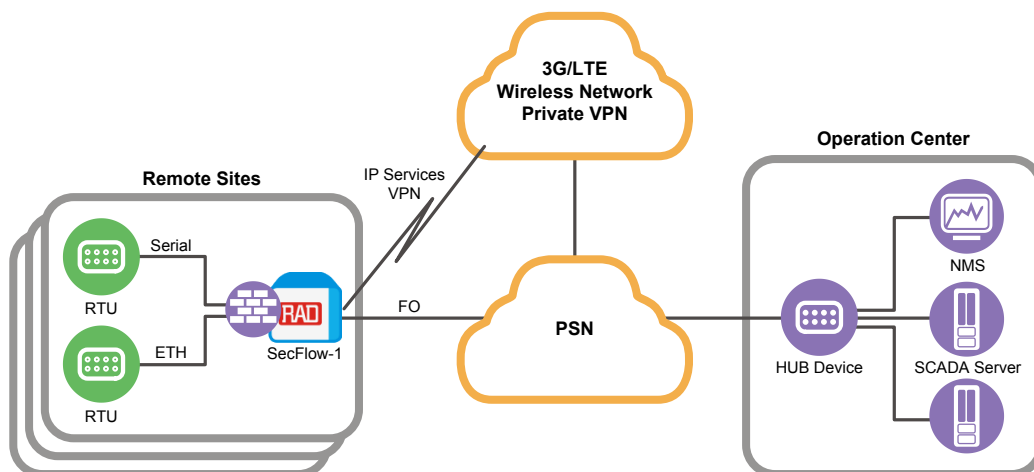 3G/LTE
Wireless Network
Private VPN
Operation Center
Remote Sites
IP Services
VPN
Serial
RTU
NMS
RAD
FO
PSN
ETH
SecFlow-1
HUB Device
SCADA Server
RTU